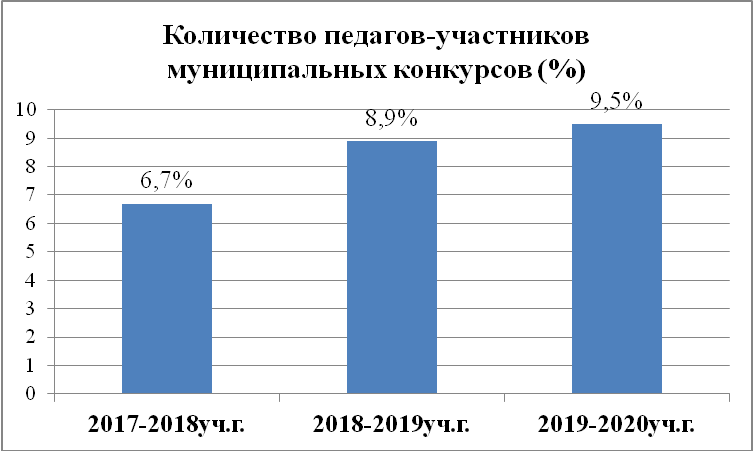 Количество педагов-участников
муниципальных конкурсов (%)
10
9
8
7
6
5
4
3
2
1
0
6,7%
8,9%
9,5%
2017-2018уч.г.
2018-2019уч.г.
2019-2020уч.г.